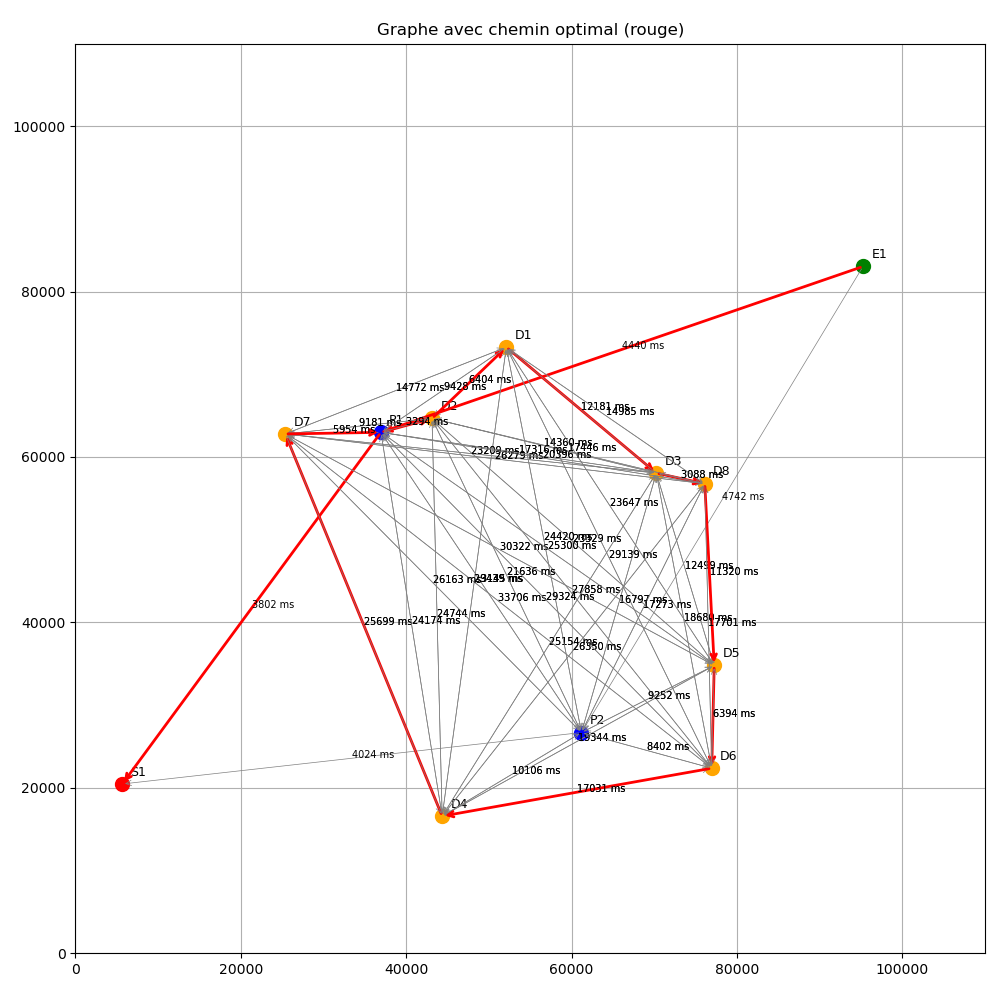 Graphe avec chemin optimal (rouge)
100000
80000
60000
40000
20000
0
0
20000
40000
60000
80000
100000
E1
D1
D2
P1
D7
D3
D8
D5
P2
D6
D4
S1
4440 ms
6404 ms
9428 ms
14772 ms
12181 ms
14985 ms
3294 ms
9181 ms
5954 ms
14360 ms
17446 ms
17316 ms
20396 ms
23209 ms
26279 ms
3088 ms
4742 ms
23647 ms
25300 ms
30322 ms
29139 ms
12499 ms
11320 ms
21636 ms
26163 ms
27858 ms
29324 ms
33706 ms
16797 ms
17273 ms
3802 ms
24744 ms
25699 ms
24174 ms
18680 ms
17701 ms
25154 ms
26350 ms
9252 ms
6394 ms
8402 ms
4024 ms
10106 ms
17031 ms